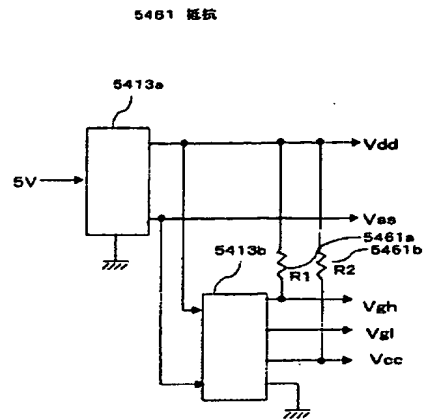 5461 抵抗
5413a
Vdd
5V
Vss
5461a
5461b
5413b
R1
R2
Vgh
Vgl
Vcc